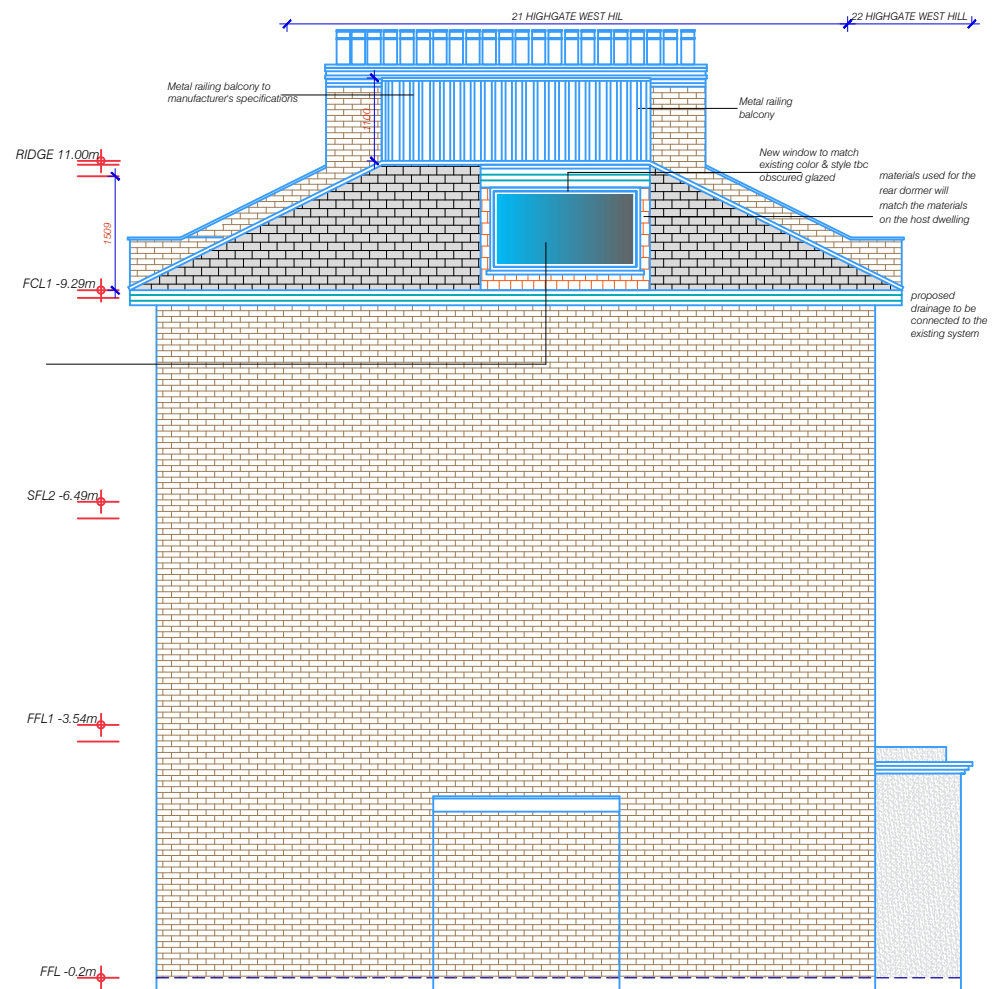 21 HIGHGATE WEST HIL
22 HIGHGATE WEST HILL
Metal railing balcony to
manufacturer's specifications
1100
Metal railing
balcony
RIDGE 11.00m
New window to match
existing color & style tbc
obscured glazed
materials used for the
rear dormer will
match the materials
on the host dwelling
1509
FCL1 -9.29m
proposed
drainage to be
connected to the
existing system
SFL2 -6.49m
FFL1 -3.54m
FFL -0.2m